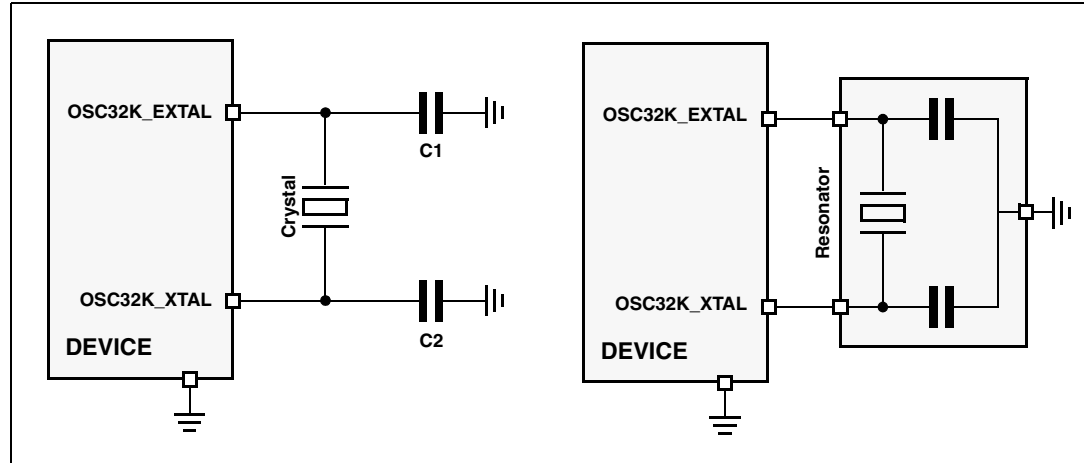 OSC32K_EXTAL
C1
Crystal
OSC32K_XTAL
C2
DEVICE
OSC32K_EXTAL
Resonator
OSC32K_XTAL
DEVICE